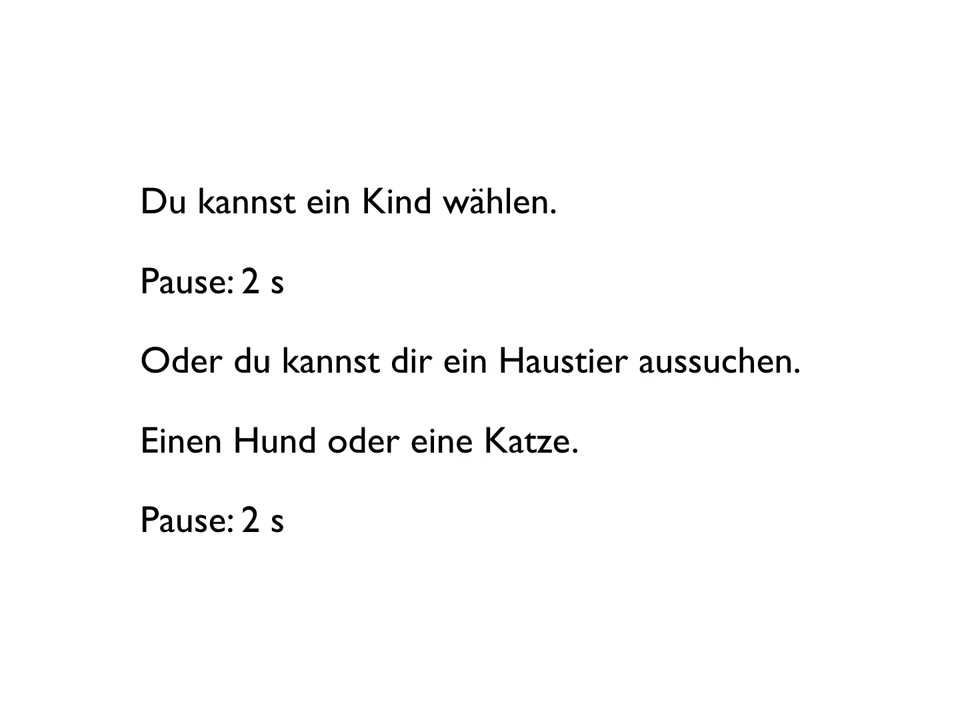 Du kannst ein Kind wählen.
Pause: 2 s
Oder du kannst dir ein Haustier aussuchen.
Einen Hund oder eine Katze.
Pause: 2 s